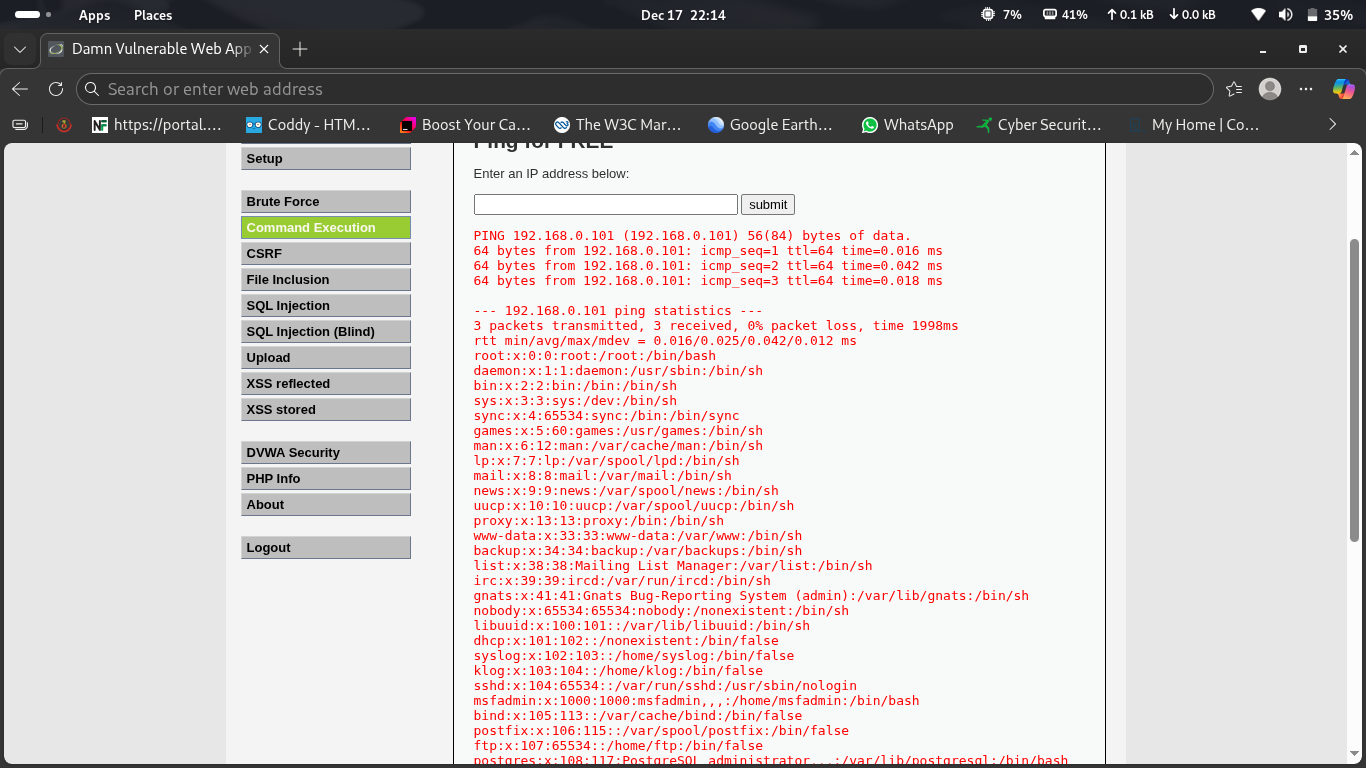 Apps Places Dec 17 22:14 7% 41% 0.1 kB 0.0 kB 35%
Damn Vulnerable Web App
Search or enter web address
https://portal.... Coddy - HTM... Boost Your Ca... The W3C Mar... Google Earth... WhatsApp Cyber Securit... My Home | Co...
Ping for FREE
Setup
Enter an IP address below:
submit
Brute Force
Command Execution
CSRF
File Inclusion
SQL Injection
SQL Injection (Blind)
Upload
XSS reflected
XSS stored
DVWA Security
PHP Info
About
Logout
PING 192.168.0.101 (192.168.0.101) 56(84) bytes of data.
64 bytes from 192.168.0.101: icmp_seq=1 ttl=64 time=0.016 ms
64 bytes from 192.168.0.101: icmp_seq=2 ttl=64 time=0.042 ms
64 bytes from 192.168.0.101: icmp_seq=3 ttl=64 time=0.018 ms
--- 192.168.0.101 ping statistics ---
3 packets transmitted, 3 received, 0% packet loss, time 1998ms
rtt min/avg/max/mdev = 0.016/0.025/0.042/0.012 ms
root:x:0:0:root:/root:/bin/bash
daemon:x:1:1:daemon:/usr/sbin:/bin/sh
bin:x:2:2:bin:/bin:/bin/sh
sys:x:3:3:sys:/dev:/bin/sh
sync:x:4:65534:sync:/bin:/bin/sync
games:x:5:60:games:/usr/games:/bin/sh
man:x:6:12:man:/var/cache/man:/bin/sh
lp:x:7:7:lp:/var/spool/lpd:/bin/sh
mail:x:8:8:mail:/var/mail:/bin/sh
news:x:9:9:news:/var/spool/news:/bin/sh
uucp:x:10:10:uucp:/var/spool/uucp:/bin/sh
proxy:x:13:13:proxy:/bin:/bin/sh
www-data:x:33:33:www-data:/var/www:/bin/sh
backup:x:34:34:backup:/var/backups:/bin/sh
list:x:38:38:Mailing List Manager:/var/list:/bin/sh
irc:x:39:39:ircd:/var/run/ircd:/bin/sh
gnats:x:41:41:Gnats Bug-Reporting System (admin):/var/lib/gnats:/bin/sh
nobody:x:65534:65534:nobody:/nonexistent:/bin/sh
libuuid:x:100:101::/var/lib/libuuid:/bin/sh
dhcp:x:101:102::/nonexistent:/bin/false
syslog:x:102:103::/home/syslog:/bin/false
klog:x:103:104::/home/klog:/bin/false
sshd:x:104:65534::/var/run/sshd:/usr/sbin/nologin
msfadmin:x:1000:1000:msfadmin,,,:/home/msfadmin:/bin/bash
bind:x:105:113::/var/cache/bind:/bin/false
postfix:x:106:115::/var/spool/postfix:/bin/false
ftp:x:107:65534::/home/ftp:/bin/false
postgres:x:108:117:PostgreSQL administrator,,,:/var/lib/postgresql:/bin/bash